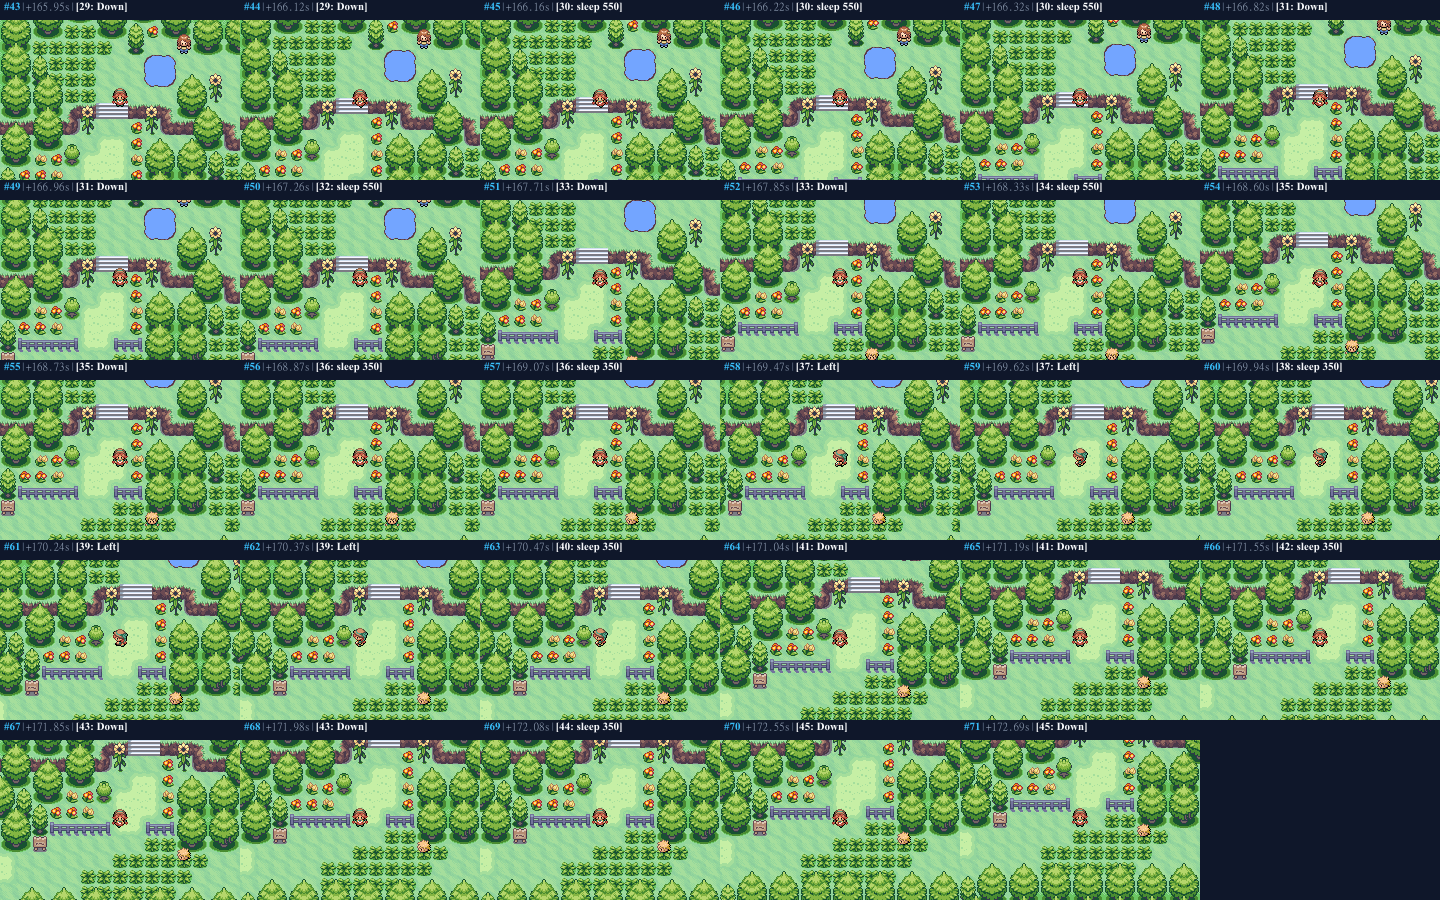 #43|+165.95s|[29: Down]
#44|+166.12s|[29: Down]
#45|+166.16s|[30: sleep 550]
#46|+166.22s|[30: sleep 550]
#47|+166.32s|[30: sleep 550]
#48|+166.82s|[31: Down]
#49|+166.96s|[31: Down]
#50|+167.26s|[32: sleep 550]
#51|+167.71s|[33: Down]
#52|+167.85s|[33: Down]
#53|+168.33s|[34: sleep 550]
#54|+168.60s|[35: Down]
#55|+168.73s|[35: Down]
#56|+168.87s|[36: sleep 350]
#57|+169.07s|[36: sleep 350]
#58|+169.47s|[37: Left]
#59|+169.62s|[37: Left]
#60|+169.94s|[38: sleep 350]
#61|+170.24s|[39: Left]
#62|+170.37s|[39: Left]
#63|+170.47s|[40: sleep 350]
#64|+171.04s|[41: Down]
#65|+171.19s|[41: Down]
#66|+171.55s|[42: sleep 350]
#67|+171.85s|[43: Down]
#68|+171.98s|[43: Down]
#69|+172.08s|[44: sleep 350]
#70|+172.55s|[45: Down]
#71|+172.69s|[45: Down]